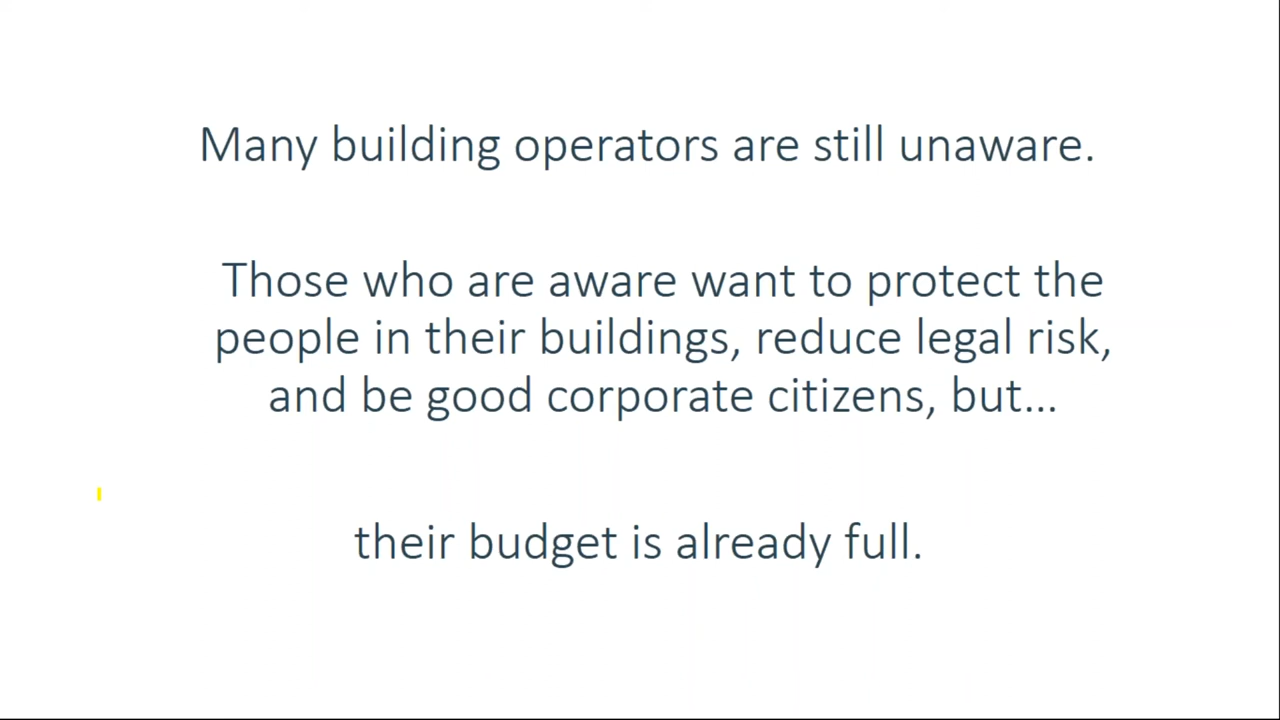 Many building operators are still unaware.
Those who are aware want to protect the
people in their buildings, reduce legal risk,
and be good corporate citizens, but...
their budget is already full.